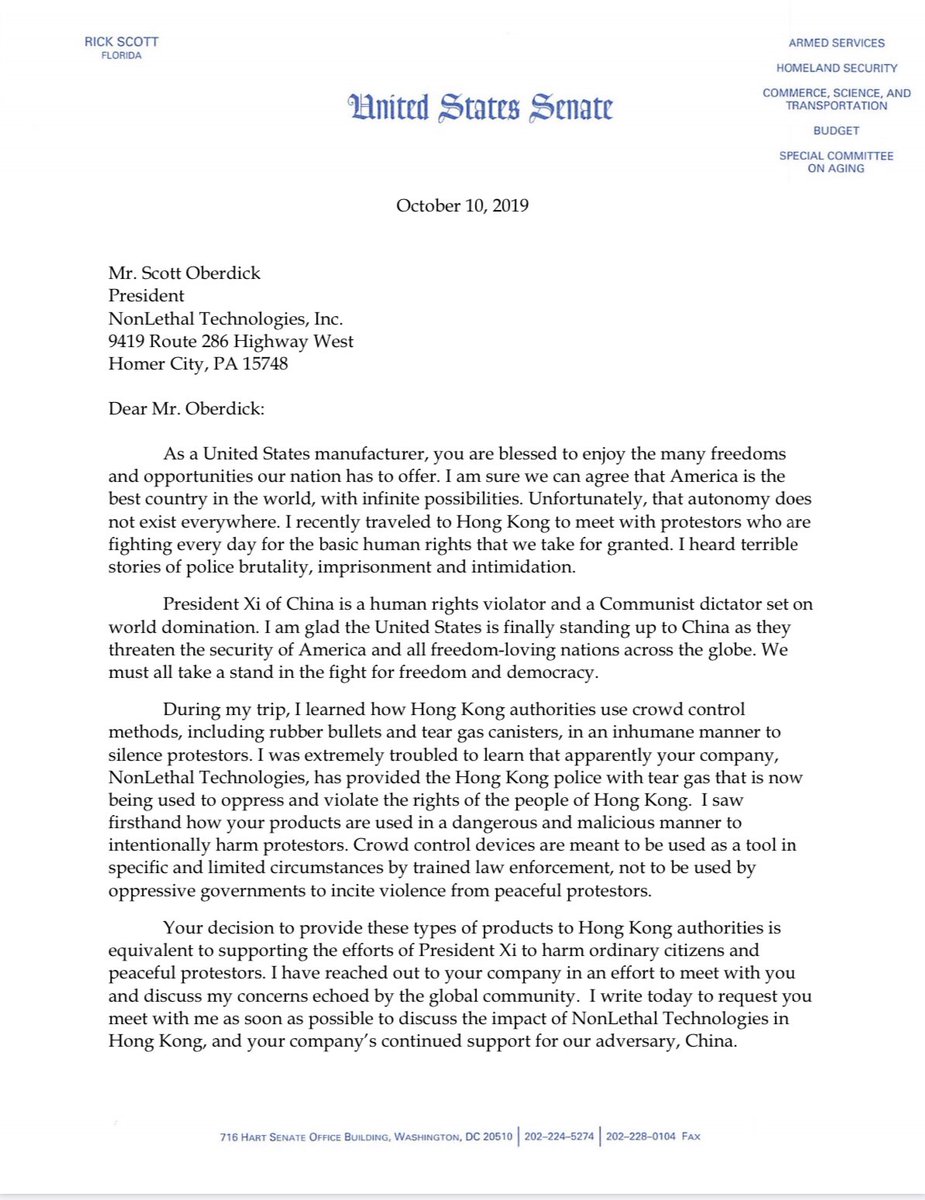 RICK SCOTT
FLORIDA
ARMED SERVICES
HOMELAND SECURITY
COMMERCE, SCIENCE, AND
TRANSPORTATION
BUDGET
SPECIAL COMMITTEE
ON AGING
United States Senate
October 10, 2019
Mr. Scott Oberdick
President
NonLethal Technologies, Inc.
9419 Route 286 Highway West
Homer City, PA 15748
Dear Mr. Oberdick:
As a United States manufacturer, you are blessed to enjoy the many freedoms
and opportunities our nation has to offer. I am sure we can agree that America is the
best country in the world, with infinite possibilities. Unfortunately, that autonomy does
not exist everywhere. I recently traveled to Hong Kong to meet with protestors who are
fighting every day for the basic human rights that we take for granted. I heard terrible
stories of police brutality, imprisonment and intimidation.
President Xi of China is a human rights violator and a Communist dictator set on
world domination. I am glad the United States is finally standing up to China as they
threaten the security of America and all freedom-loving nations across the globe. We
must all take a stand in the fight for freedom and democracy.
During my trip, I learned how Hong Kong authorities use crowd control
methods, including rubber bullets and tear gas canisters, in an inhumane manner to
silence protestors. I was extremely troubled to learn that apparently your company,
NonLethal Technologies, has provided the Hong Kong police with tear gas that is now
being used to oppress and violate the rights of the people of Hong Kong. I saw
firsthand how your products are used in a dangerous and malicious manner to
intentionally harm protestors. Crowd control devices are meant to be used as a tool in
specific and limited circumstances by trained law enforcement, not to be used by
oppressive governments to incite violence from peaceful protestors.
Your decision to provide these types of products to Hong Kong authorities is
equivalent to supporting the efforts of President Xi to harm ordinary citizens and
peaceful protestors. I have reached out to your company in an effort to meet with you
and discuss my concerns echoed by the global community. I write today to request you
meet with me as soon as possible to discuss the impact of NonLethal Technologies in
Hong Kong, and your company's continued support for our adversary, China.
716 Hart Senate Office Building, Washington, DC 20510 | 202–224–5274 | 202–228–0104 Fax